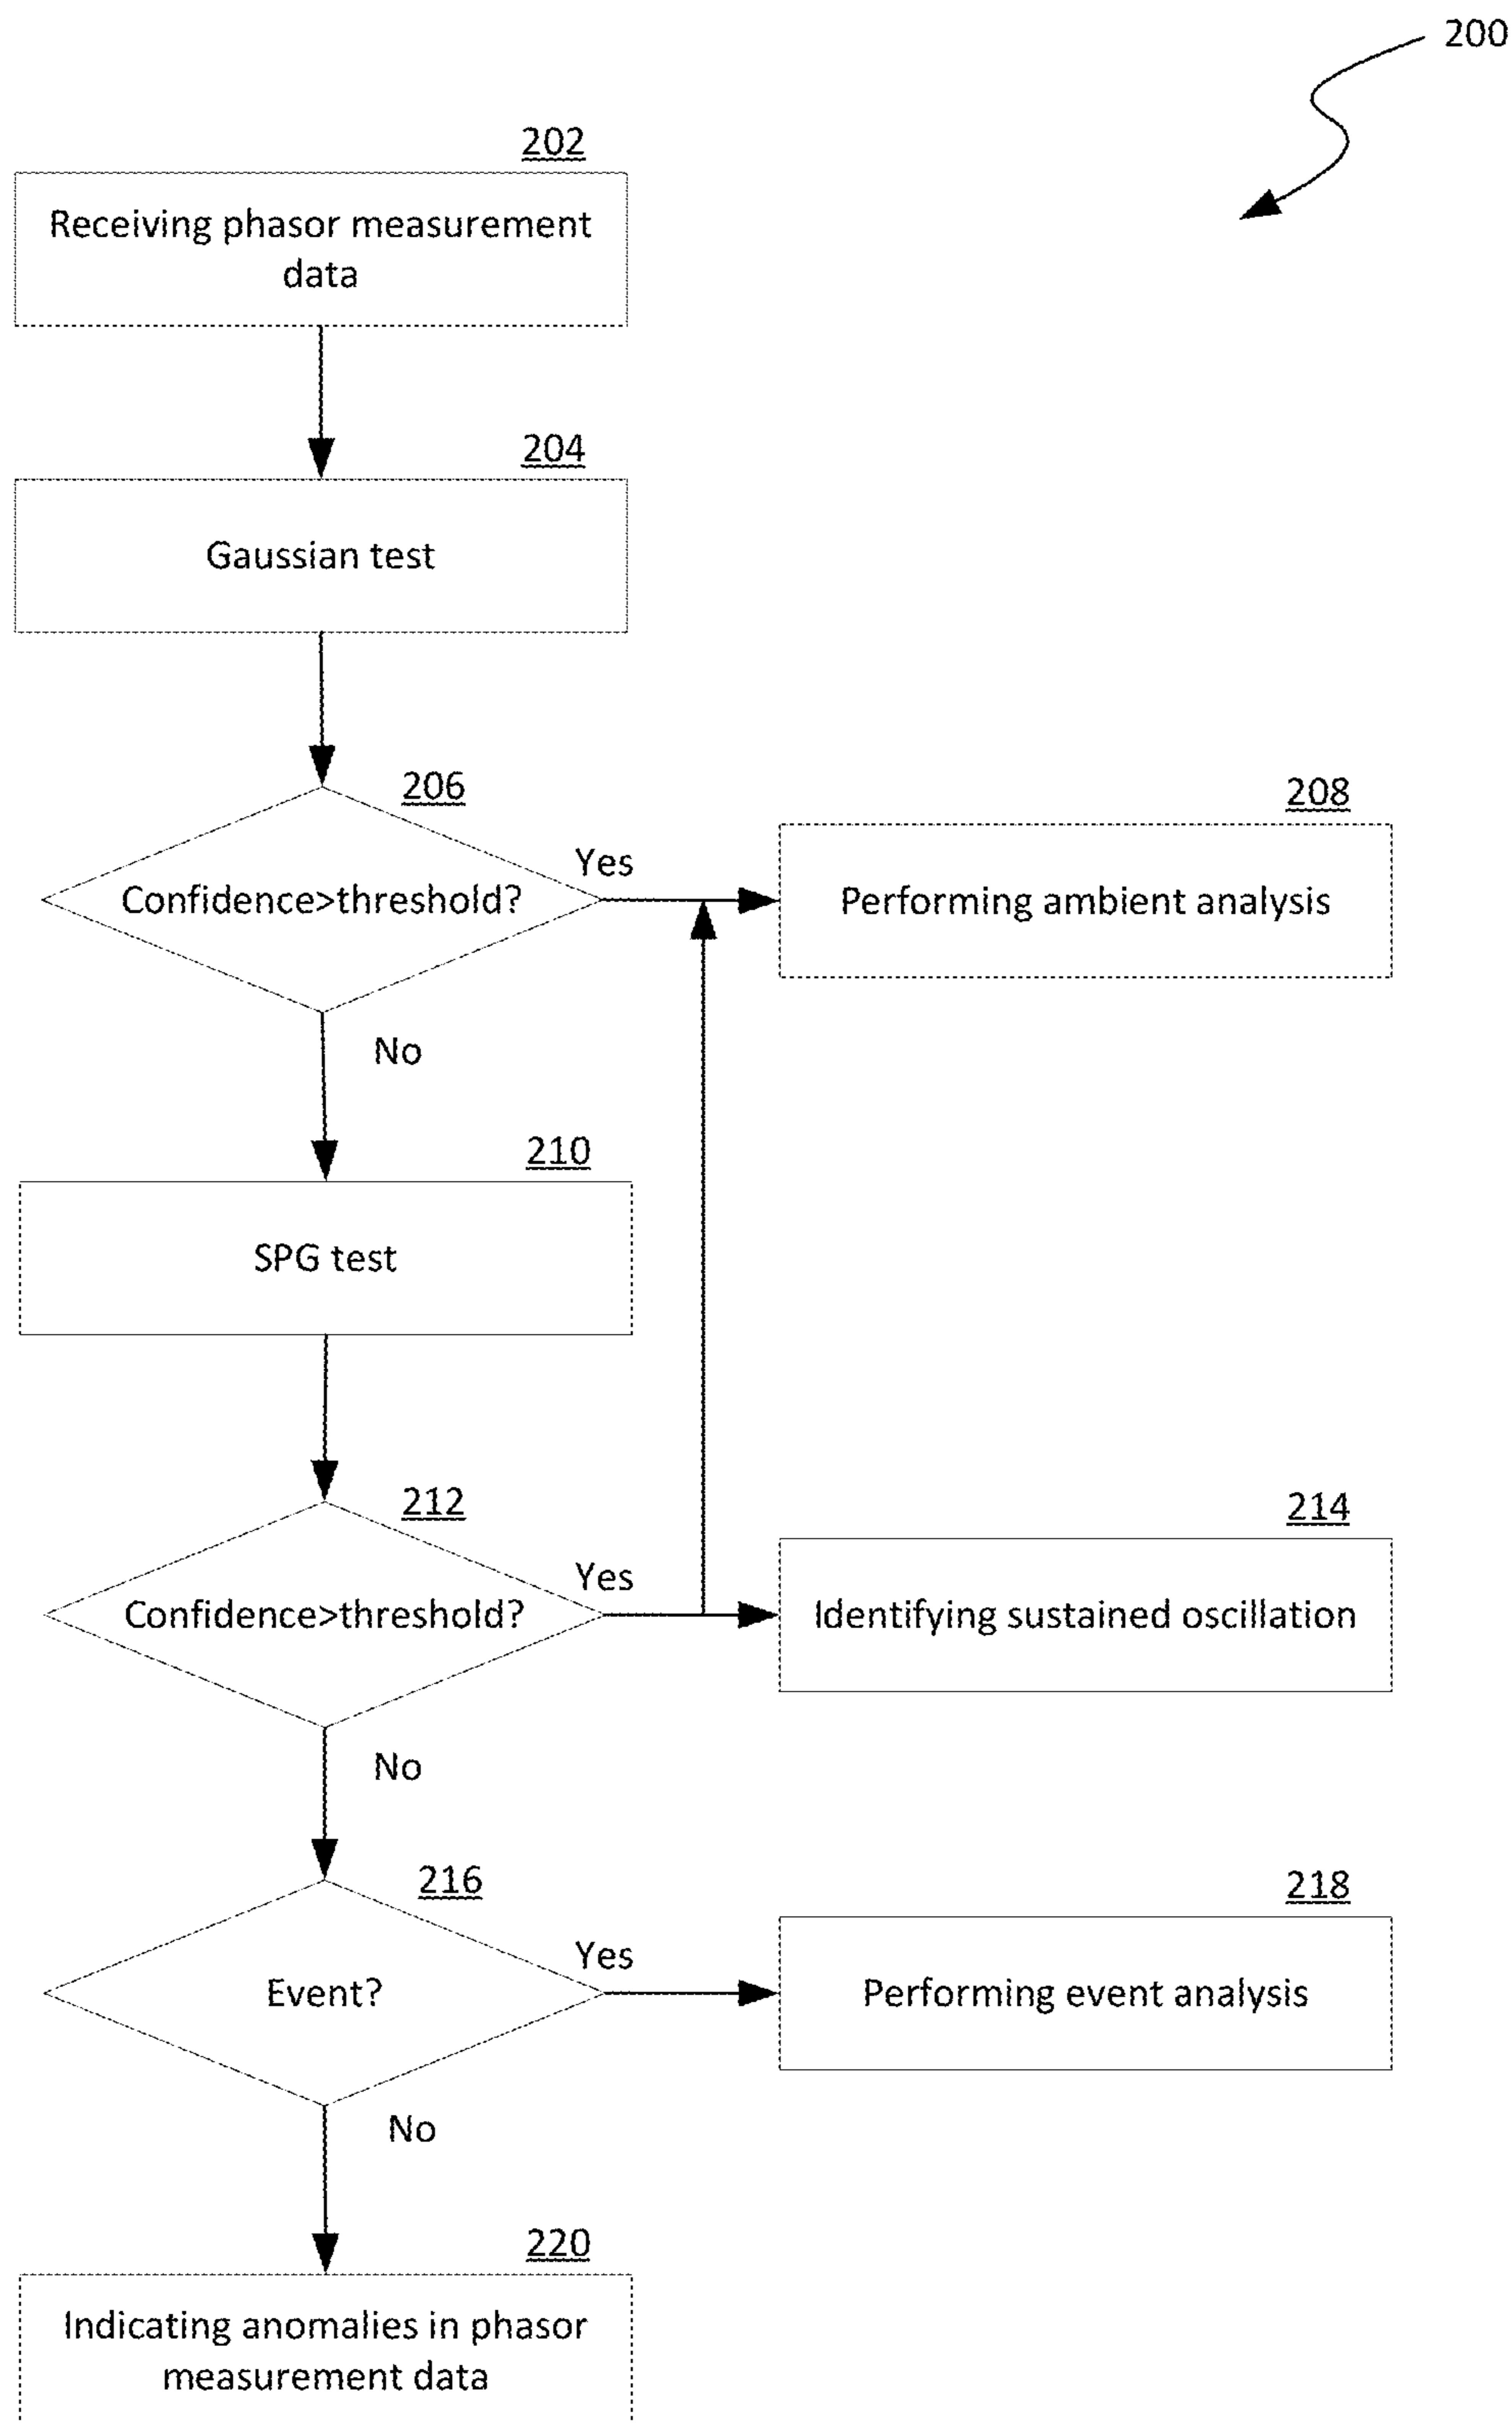 200
202
Receiving phasor measurement
data
204
Gaussian test
206
Confidence>threshold?
Yes
208
Performing ambient analysis
No
210
SPG test
212
Confidence>threshold?
Yes
214
Identifying sustained oscillation
No
216
Event?
Yes
218
Performing event analysis
No
220
Indicating anomalies in phasor
measurement data